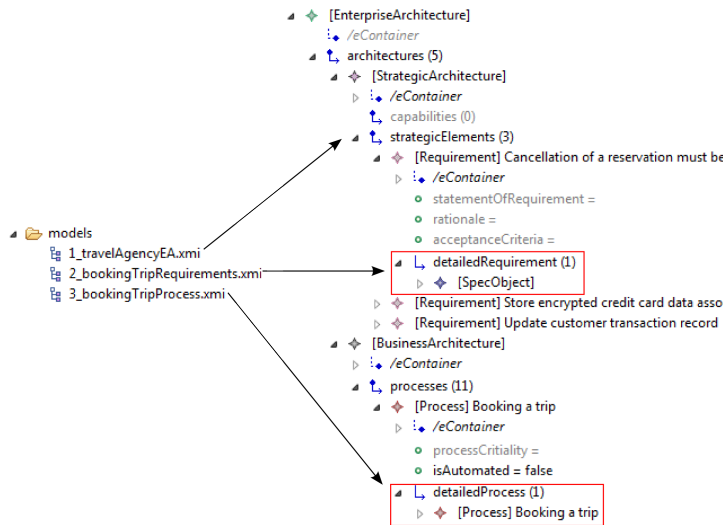 [EnterpriseArchitecture]
/eContainer
architectures (5)
[StrategicArchitecture]
/eContainer
capabilities (0)
strategicElements (3)
[Requirement] Cancellation of a reservation must be
/eContainer
statementOfRequirement =
rationale =
acceptanceCriteria =
detailedRequirement (1)
[SpecObject]
[Requirement] Store encrypted credit card data asso
[Requirement] Update customer transaction record
[BusinessArchitecture]
/eContainer
processes (11)
[Process] Booking a trip
/eContainer
processCritiality =
isAutomated = false
detailedProcess (1)
[Process] Booking a trip
models
1_travelAgencyEA.xmi
2_bookingTripRequirements.xmi
3_bookingTripProcess.xmi